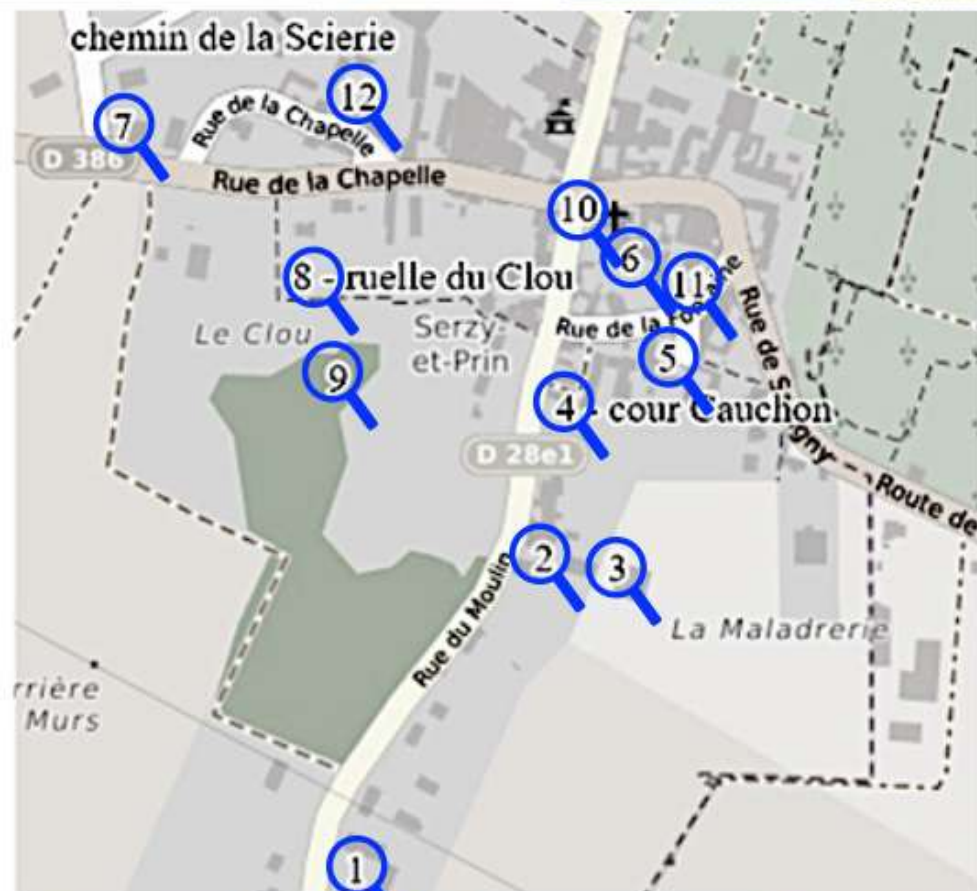 chemin de la Scierie
7
12
Rue de la Chapelle
D 386
Rue de la Chapelle
10
6
11
8 - ruelle du Clou
Le Clou
Serzy-
et-Prin
Rue de la Fontaine
Rue de Savigny
9
5
4 - cour Cauchon
D 28e1
Route de
2
3
Rue du Moulin
La Maladrerie
rrière
Murs
1